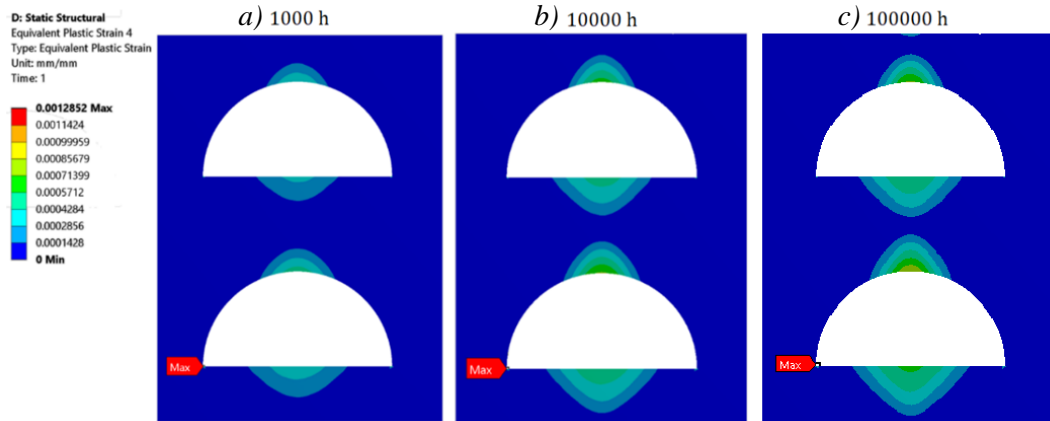 D: Static Structural
Equivalent Plastic Strain 4
Type: Equivalent Plastic Strain
Unit: mm/mm
Time: 1
0.0012852 Max
0.0011424
0.00099959
0.00085679
0.00071399
0.0005712
0.0004284
0.0002856
0.0001428
0 Min
a) 1000 h
b) 10000 h
c) 100000 h
Max
Max
Max